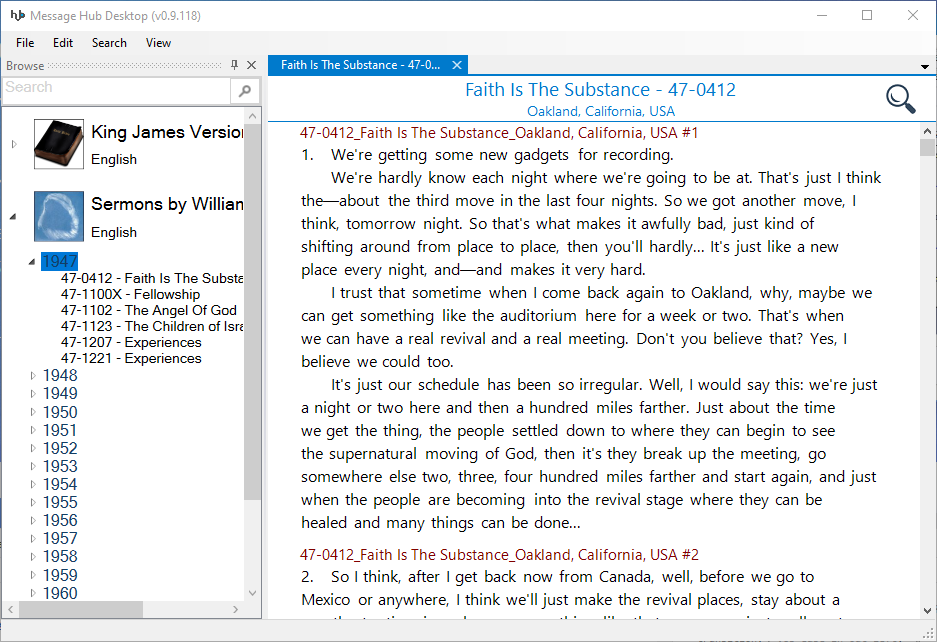 Message Hub Desktop (v0.9.118)
File Edit Search View
Browse
Search
King James Versio
English
Sermons by William
English
1947
47-0412 - Faith Is The Substa
47-1100X - Fellowship
47-1102 - The Angel Of God
47-1123 - The Children of Isra
47-1207 - Experiences
47-1221 - Experiences
1948
1949
1950
1951
1952
1953
1954
1955
1956
1957
1958
1959
1960
Faith Is The Substance - 47-0...
Faith Is The Substance - 47-0412
Oakland, California, USA
47-0412_Faith Is The Substance_Oakland, California, USA #1
1. We're getting some new gadgets for recording.
We're hardly know each night where we're going to be at. That's just I think
the—about the third move in the last four nights. So we got another move, I
think, tomorrow night. So that's what makes it awfully bad, just kind of
shifting around from place to place, then you'll hardly... It's just like a new
place every night, and—and makes it very hard.
I trust that sometime when I come back again to Oakland, why, maybe we
can get something like the auditorium here for a week or two. That's when
we can have a real revival and a real meeting. Don't you believe that? Yes, I
believe we could too.
It's just our schedule has been so irregular. Well, I would say this: we're just
a night or two here and then a hundred miles farther. Just about the time
we get the thing, the people settled down to where they can begin to see
the supernatural moving of God, then it's they break up the meeting, go
somewhere else two, three, four hundred miles farther and start again, and just
when the people are becoming into the revival stage where they can be
healed and many things can be done...
47-0412_Faith Is The Substance_Oakland, California, USA #2
2. So I think, after I get back now from Canada, well, before we go to
Mexico or anywhere, I think we'll just make the revival places, stay about a